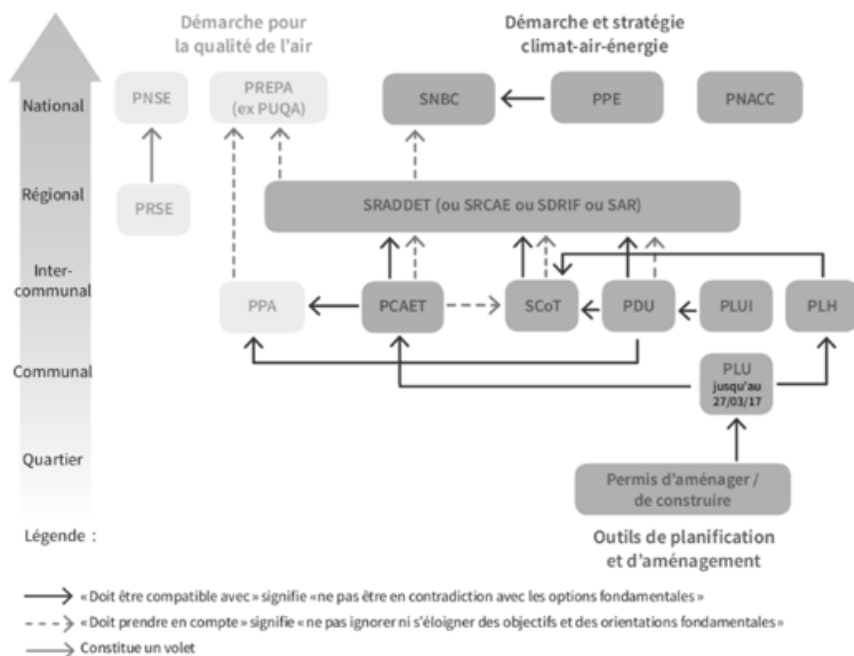 Démarche pour
la qualité de l'air
Démarche et stratégie
climat-air-énergie
National
PNSE
PREPA
(ex PUQA)
SNBC
PPE
PNACC
Régional
PRSE
SRADDET (ou SRCAE ou SDRIF ou SAR)
Inter-
communal
PPA
PCAET
SCoT
PDU
PLUI
PLH
Communal
PLU
jusqu'au
27/03/17
Quartier
Permis d'aménager /
de construire
Légende :
Outils de planification
et d'aménagement
« Doit être compatible avec » signifie « ne pas être en contradiction avec les options fondamentales »
« Doit prendre en compte » signifie « ne pas ignorer ni s'éloigner des objectifs et des orientations fondamentales »
Constitue un volet